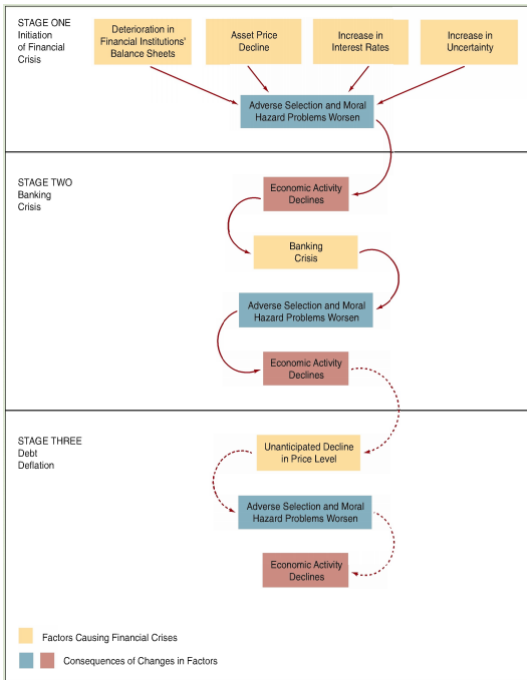 STAGE ONE
Initiation
of Financial
Crisis
Deterioration in
Financial Institutions'
Balance Sheets
Asset Price
Decline
Increase in
Interest Rates
Increase in
Uncertainty
Adverse Selection and Moral
Hazard Problems Worsen
STAGE TWO
Banking
Crisis
Economic Activity
Declines
Banking
Crisis
Adverse Selection and Moral
Hazard Problems Worsen
Economic Activity
Declines
STAGE THREE
Debt
Deflation
Unanticipated Decline
in Price Level
Adverse Selection and Moral
Hazard Problems Worsen
Economic Activity
Declines
Factors Causing Financial Crises
Consequences of Changes in Factors